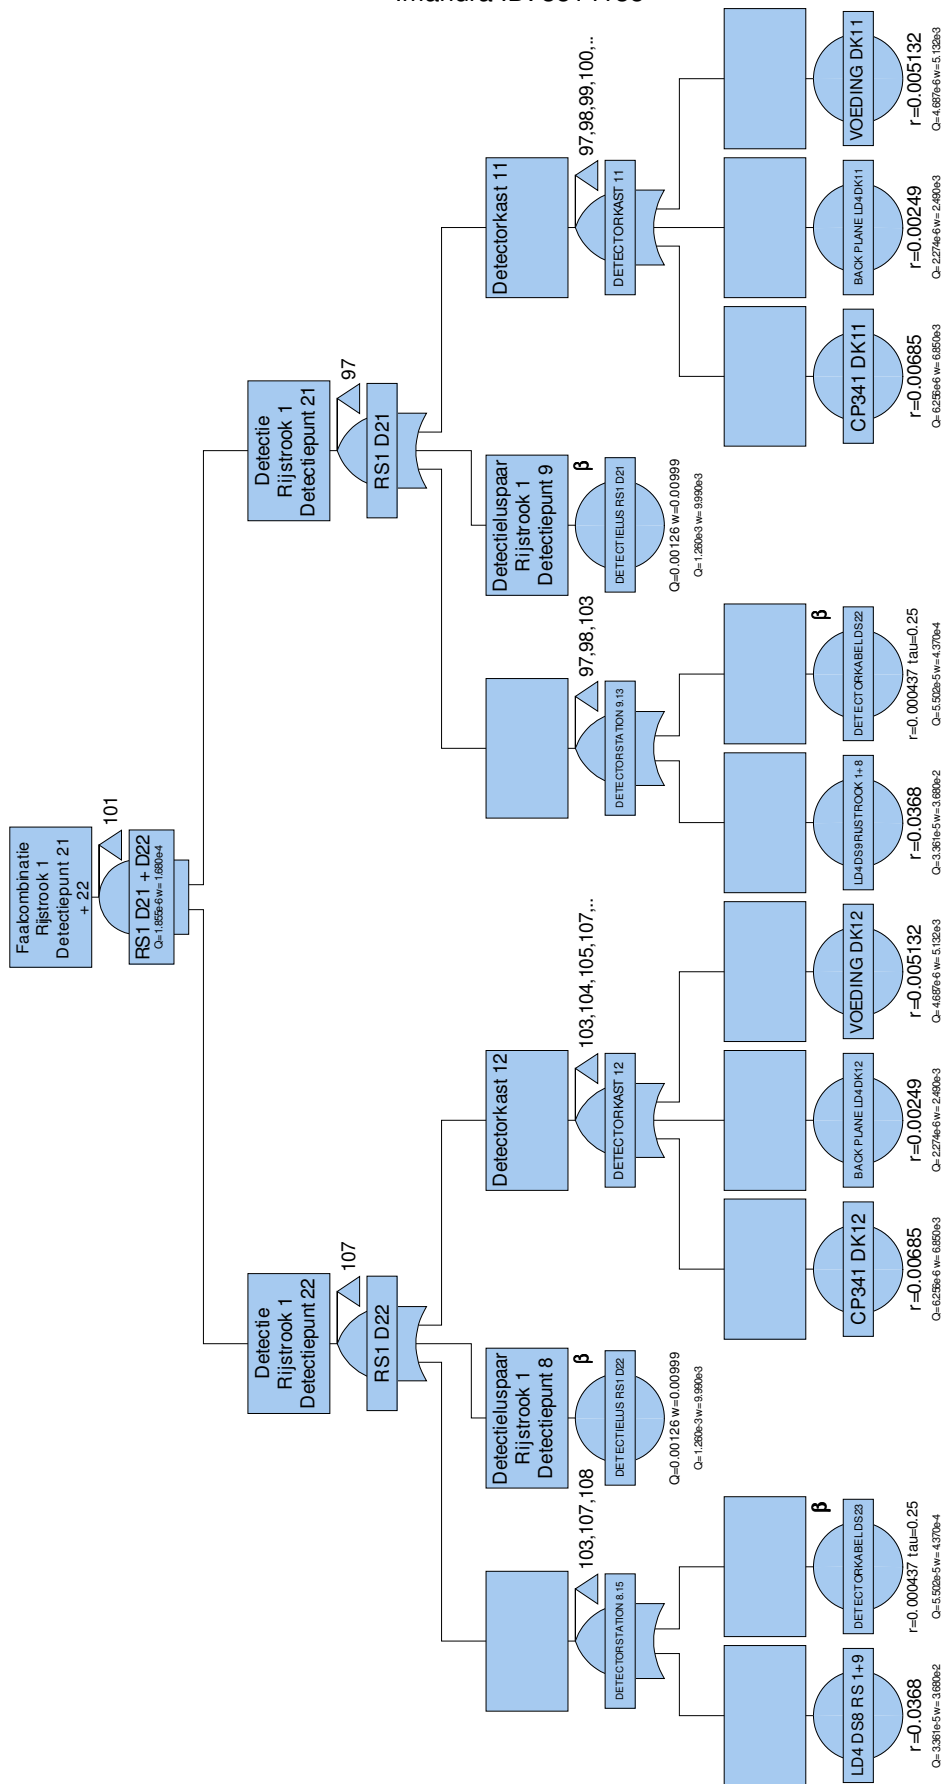 Faalcombinatie
Rijstrook 1
Detectiepunt 21
+ 22
101
RS1 D21 + D22
Q=1.855e-6 w=1.680e-4
Detectie
Rijstrook 1
Detectiepunt 22
107
RS1 D22
Detectie
Rijstrook 1
Detectiepunt 21
97
RS1 D21
103,107,108
DETECTORSTATION 8.15
Detectieluspaar
Rijstrook 1
Detectiepunt 8
β
DETECTIELUS RS1 D22
Q=0.00126 w=0.00999
Q=1.260e-3 w=9.990e-3
Detectorkast 12
103,104,105,107,..
DETECTORKAST 12
97,98,103
DETECTORSTATION 9.13
Detectieluspaar
Rijstrook 1
Detectiepunt 9
β
DETECTIELUS RS1 D21
Q=0.00126 w=0.00999
Q=1.260e-3 w=9.990e-3
Detectorkast 11
97,98,99,100,..
DETECTORKAST 11
LD4 DS8 RS 1+9
r=0.0368
Q=3.361e-5 w=3.680e-2
β
DETECTORKABEL DS23
r=0.000437 tau=0.25
Q=5.502e-5 w=4.370e-4
CP341 DK12
r=0.00685
Q=6.256e-6 w=6.850e-3
BACK PLANE LD4 DK12
r=0.00249
Q=2.274e-6 w=2.490e-3
VOEDING DK12
r=0.005132
Q=4.687e-6 w=5.132e-3
LD4 DS9 RIJSTROOK 1+8
r=0.0368
Q=3.361e-5 w=3.680e-2
β
DETECTORKABEL DS22
r=0.000437 tau=0.25
Q=5.502e-5 w=4.370e-4
CP341 DK11
r=0.00685
Q=6.256e-6 w=6.850e-3
BACK PLANE LD4 DK11
r=0.00249
Q=2.274e-6 w=2.490e-3
VOEDING DK11
r=0.005132
Q=4.687e-6 w=5.132e-3